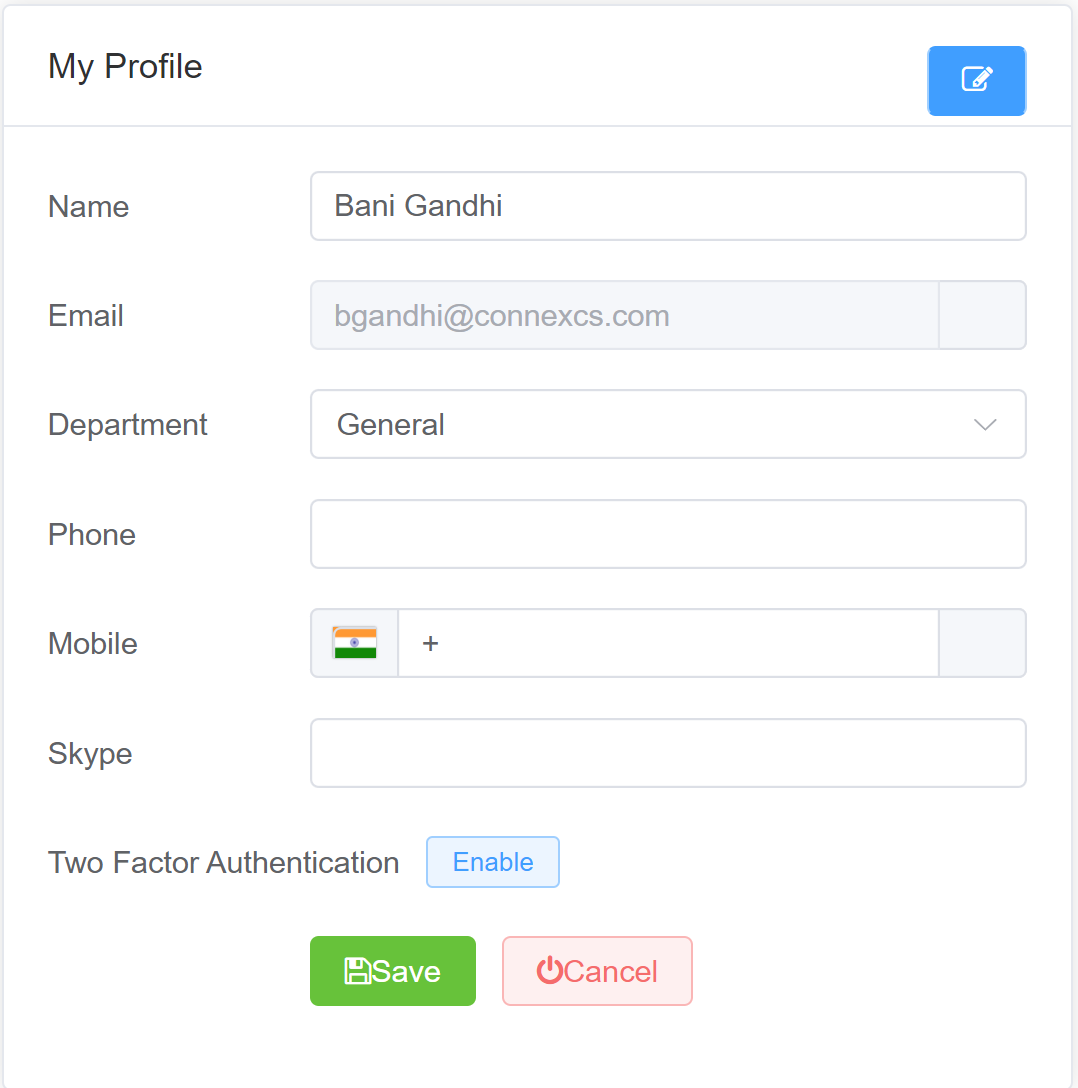 My Profile
Name
Bani Gandhi
Email
bgandhi@connexcs.com
Department
General
Phone
Mobile
+
Skype
Two Factor Authentication
Enable
Save
Cancel